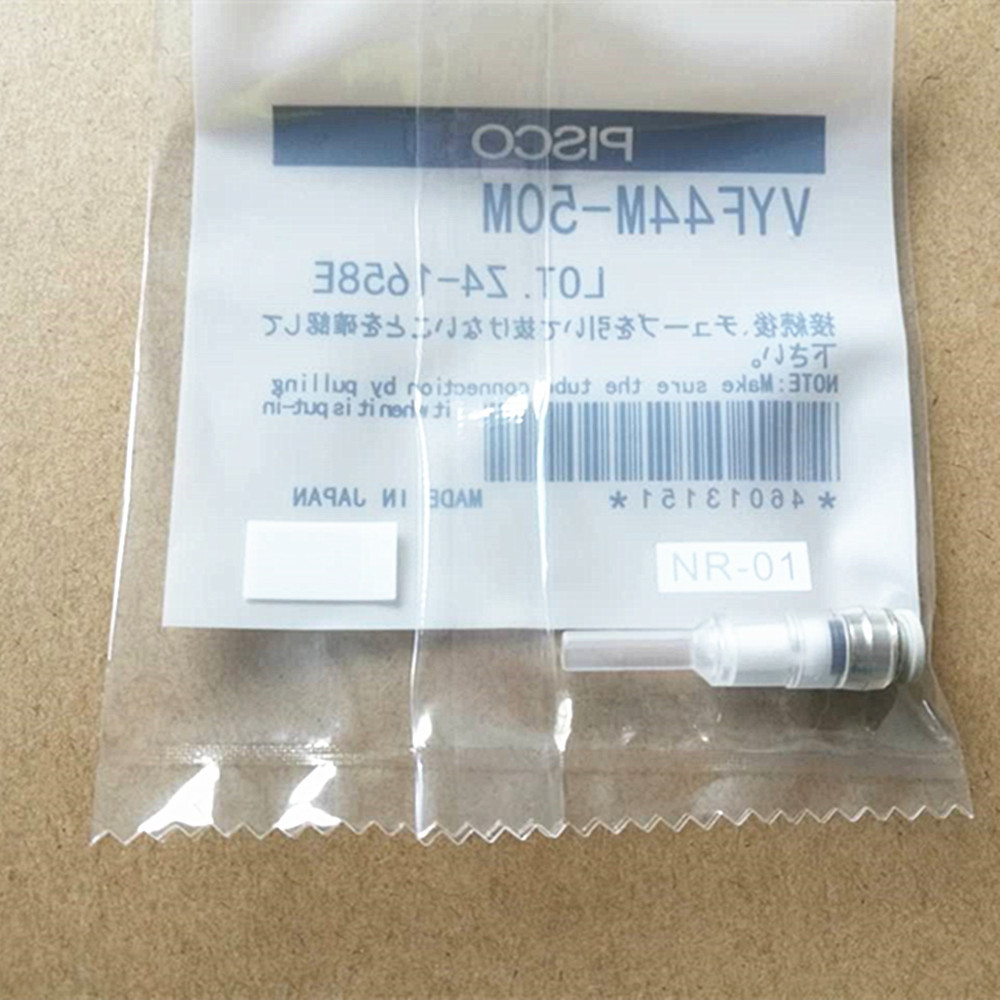 PISCO
VYF44M-50M
LOT. Z4-1658E
接続後、チューブを引いて抜けないことを確認して
下さい。
NOTE:Make sure the tube connection by pulling
it when it is put-in
*46013151*
MADE IN JAPAN
NR-01